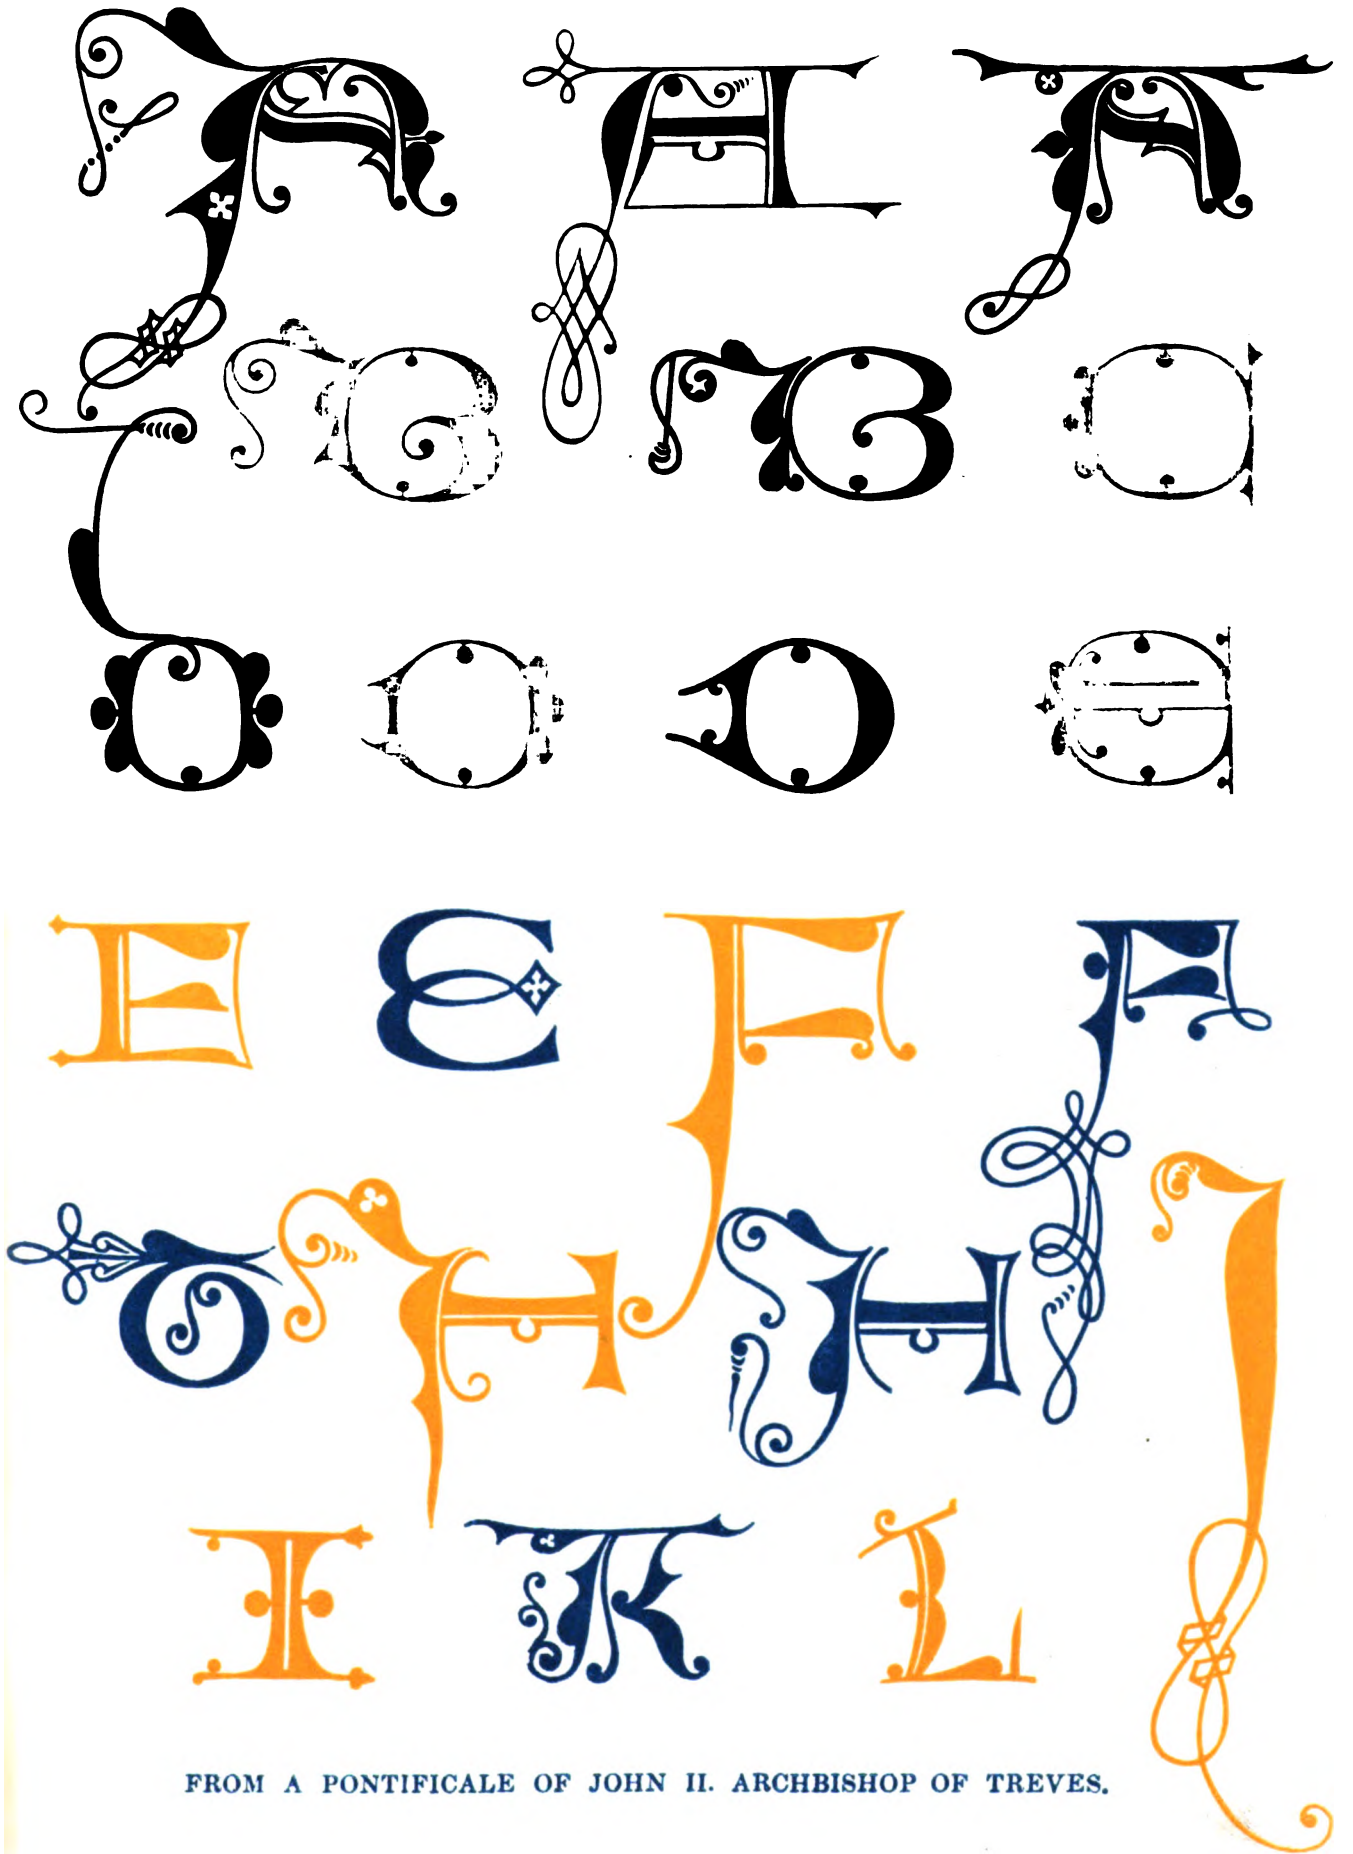 A A A
B B
E E F F
G H H
I K L
FROM A PONTIFICALE OF JOHN II. ARCHBISHOP OF TREVES.